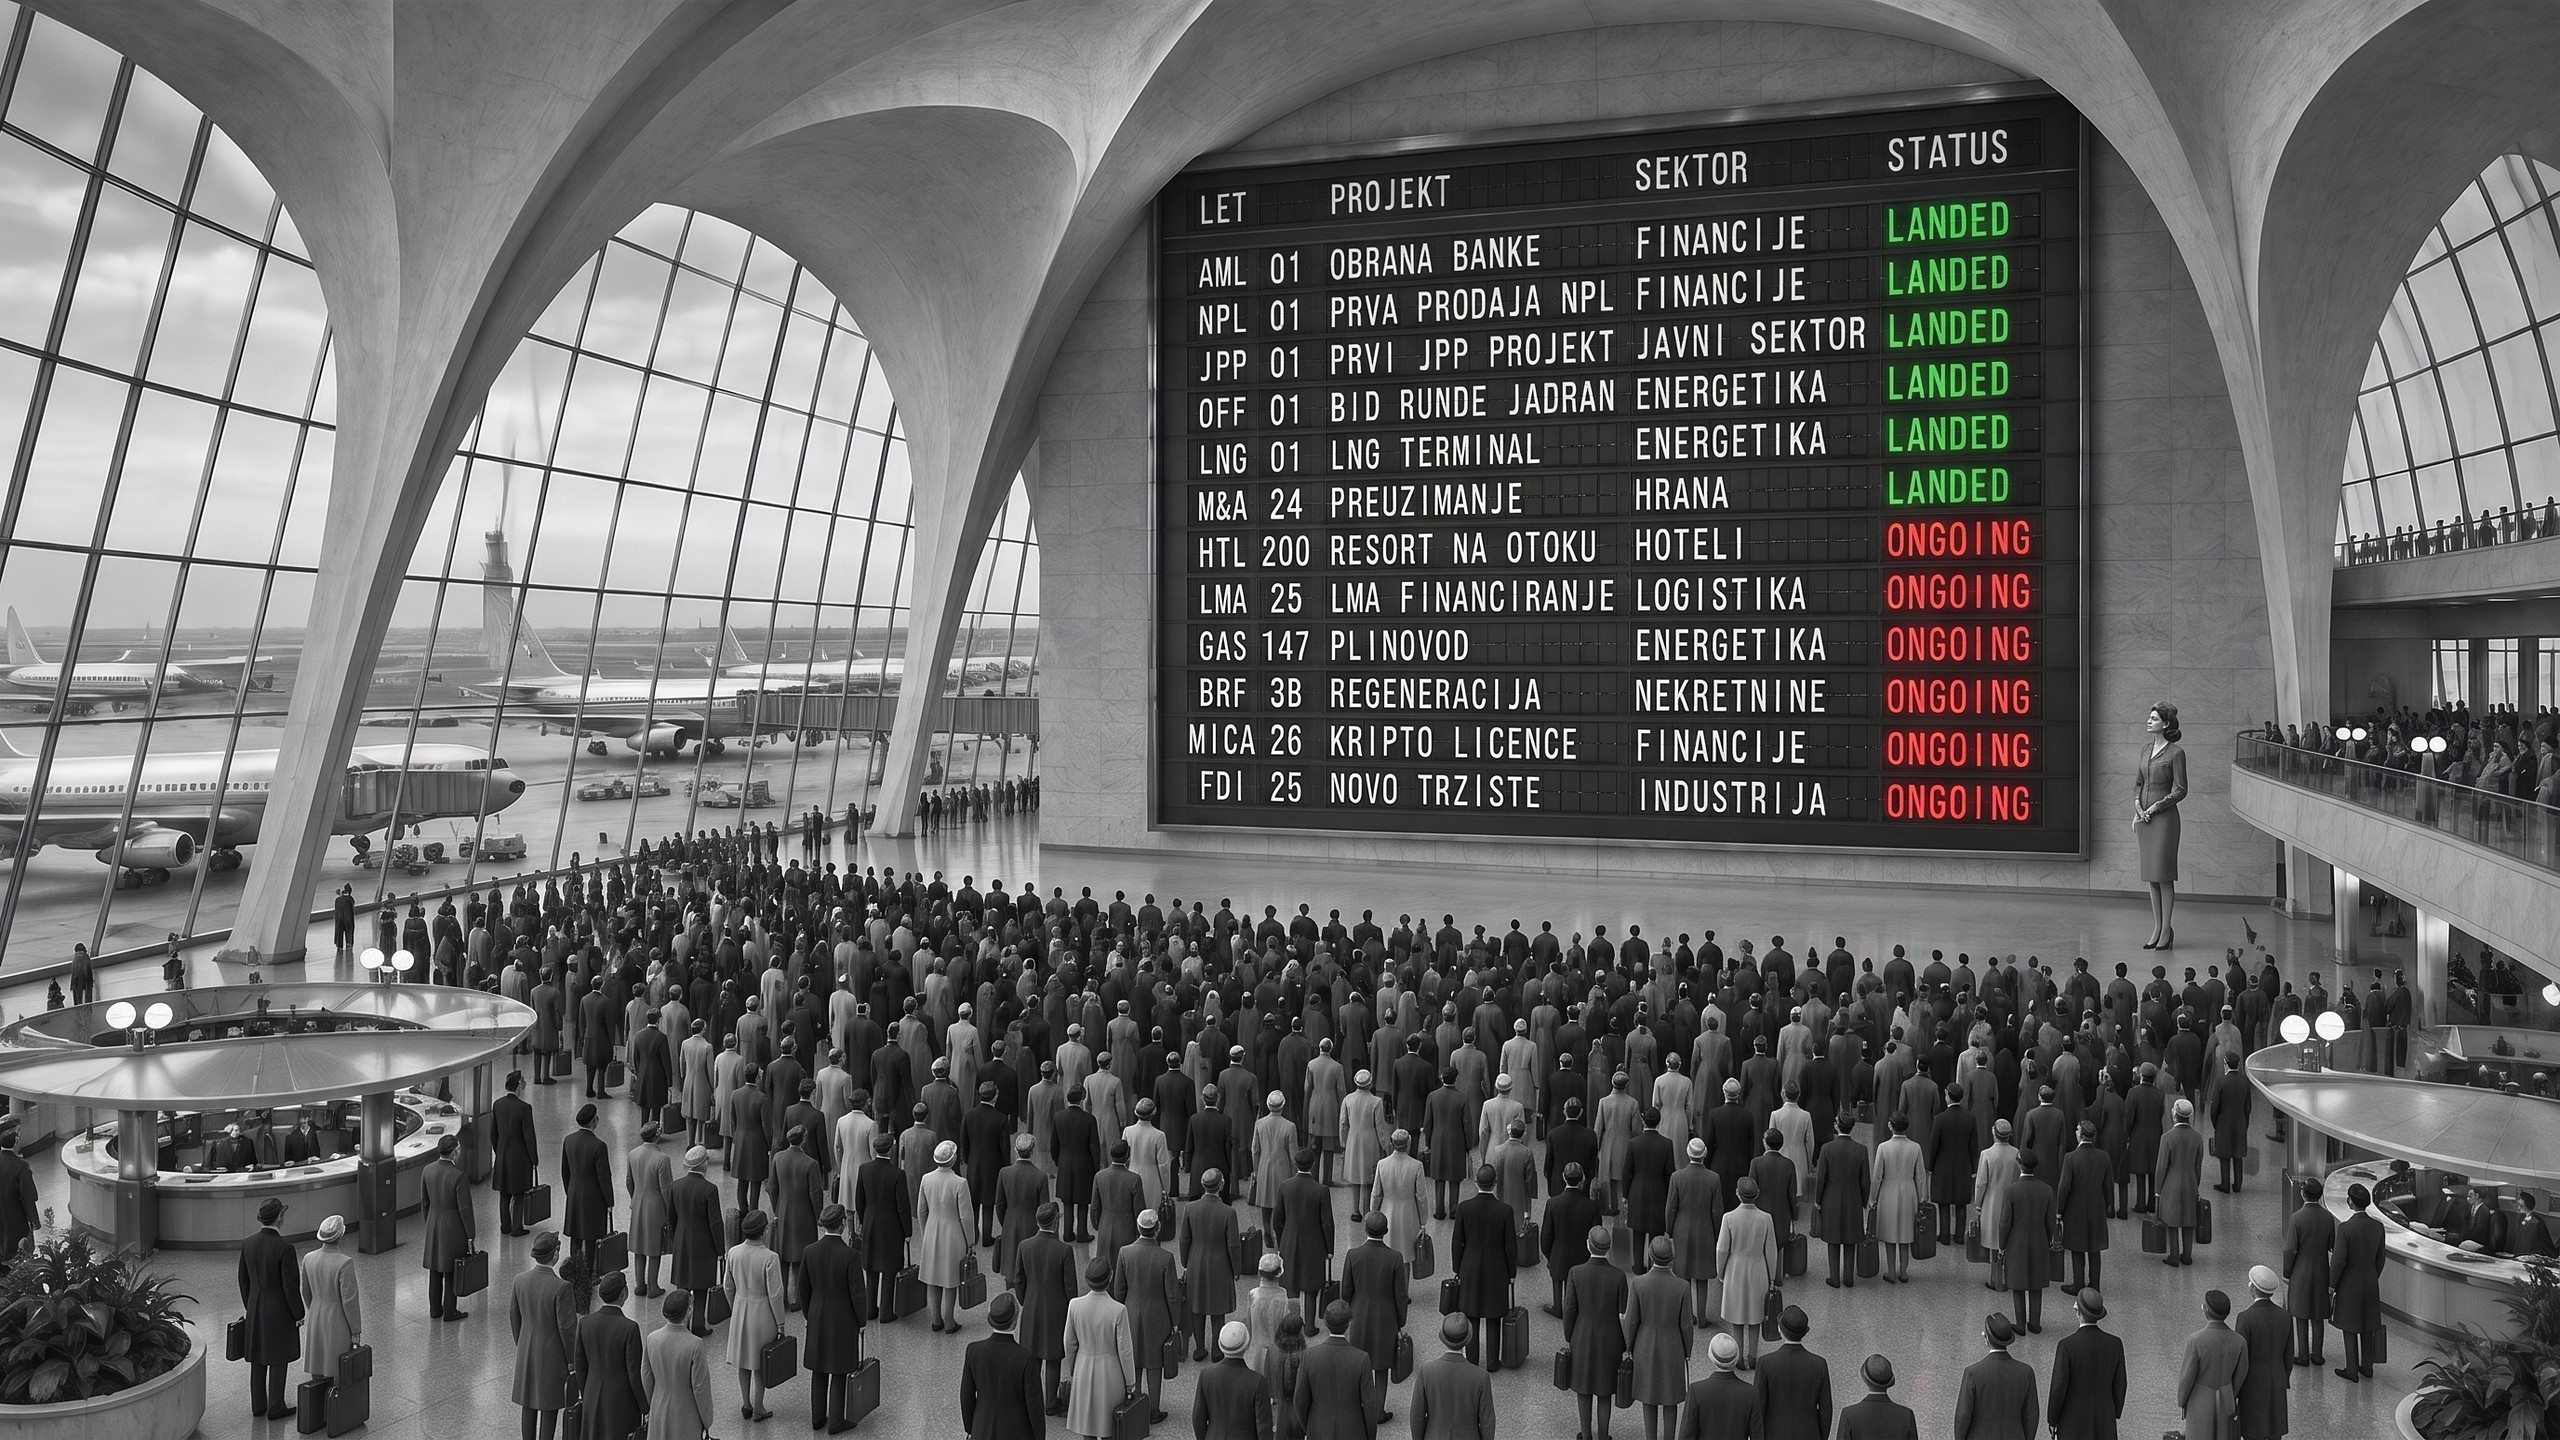 LET PROJEKT SEKTOR STATUS
AML 01 OBRANA BANKE FINANCIJE LANDED
NPL 01 PRVA PRODAJA NPL FINANCIJE LANDED
JPP 01 PRVI JPP PROJEKT JAVNI SEKTOR LANDED
OFF 01 BID RUNDE JADRAN ENERGETIKA LANDED
LNG 01 LNG TERMINAL ENERGETIKA LANDED
M&A 24 PREUZIMANJE HRANA LANDED
HTL 200 RESORT NA OTOKU HOTELI ONGOING
LMA 25 LMA FINANCIRANJE LOGISTIKA ONGOING
GAS 147 PLINOVOD ENERGETIKA ONGOING
BRF 3B REGENERACIJA NEKRETNINE ONGOING
MICA 26 KRIPTO LICENCE FINANCIJE ONGOING
FDI 25 NOVO TRZISTE INDUSTRIJA ONGOING